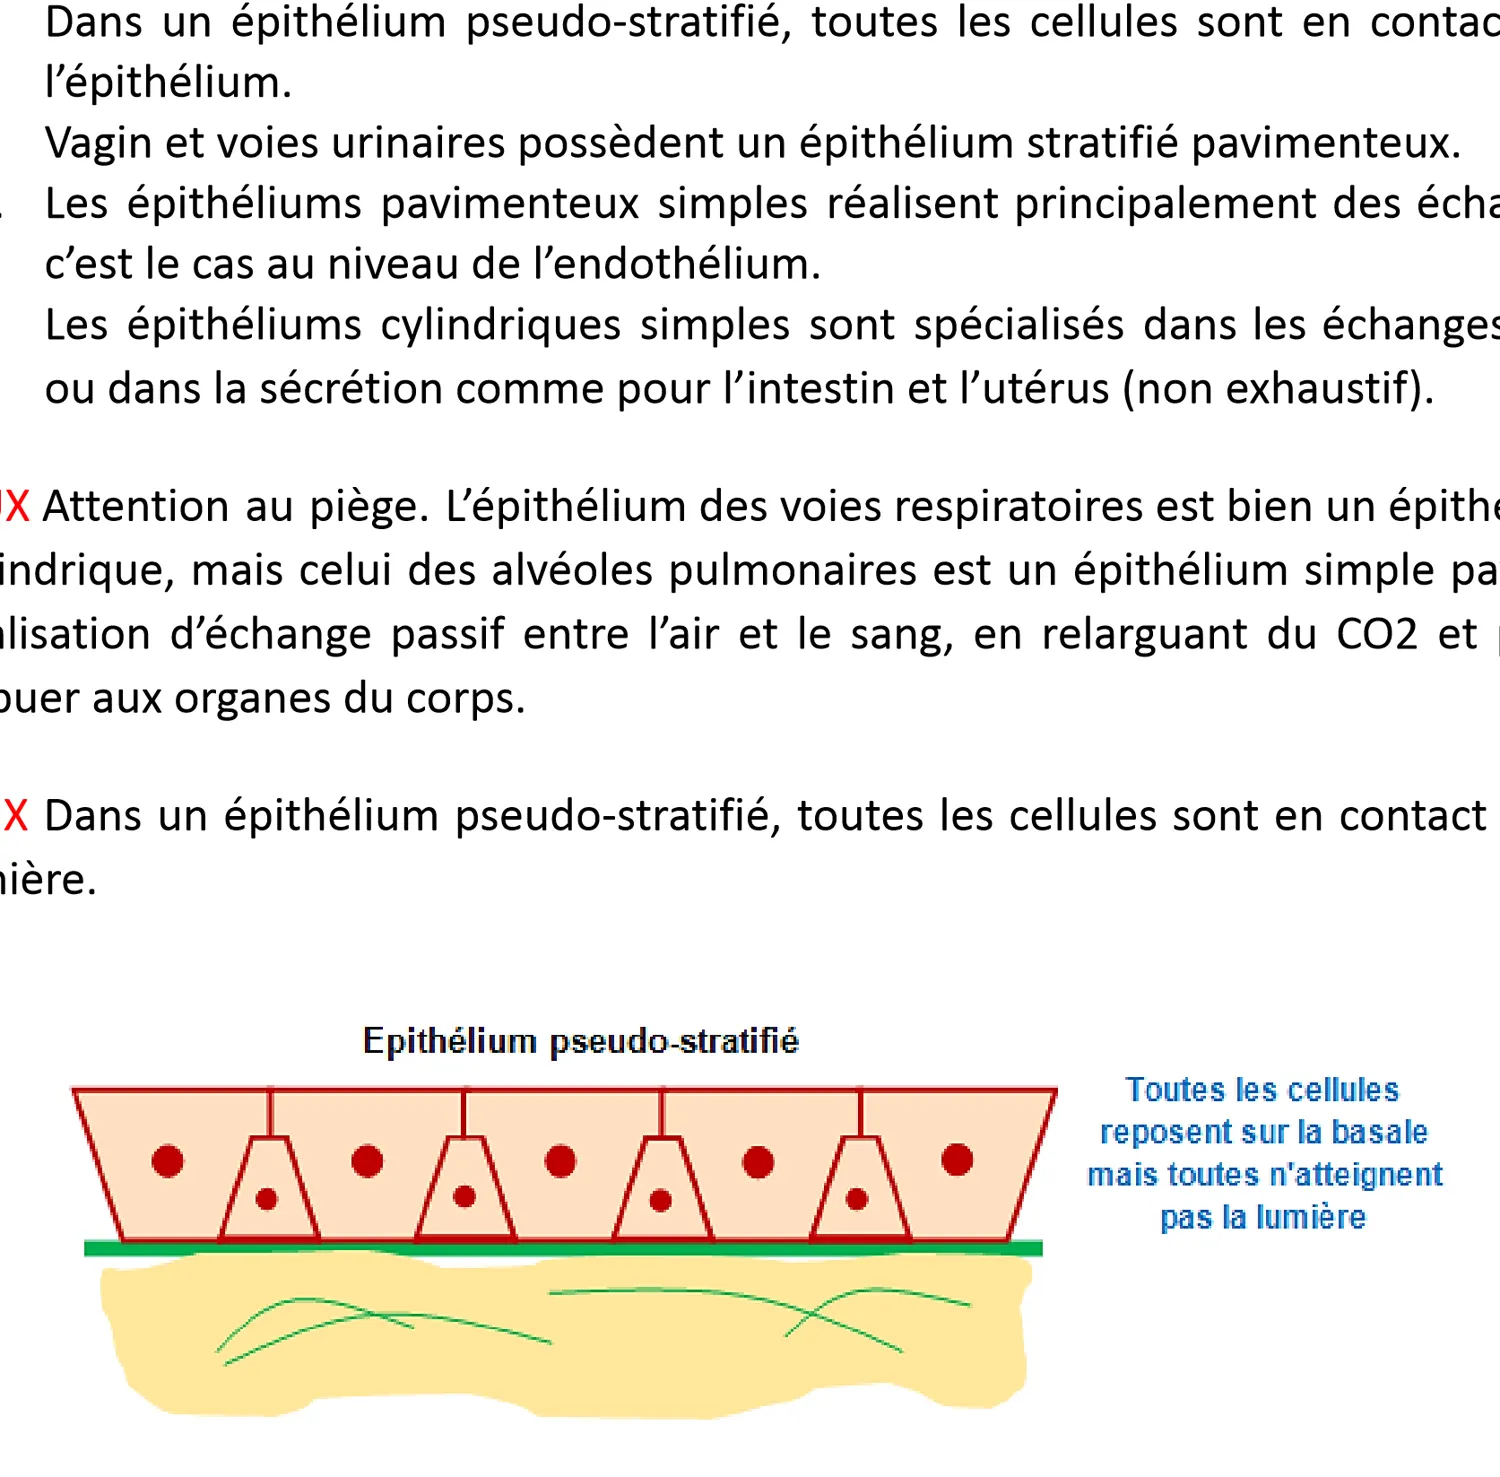 Dans un épithélium pseudo-stratifié, toutes les cellules sont en contac
l’épithélium.
Vagin et voies urinaires possèdent un épithélium stratifié pavimenteux.
. Les épithéliums pavimenteux simples réalisent principalement des écha
c’est le cas au niveau de l’endothélium.
Les épithéliums cylindriques simples sont spécialisés dans les échanges
ou dans la sécrétion comme pour l’intestin et l’utérus (non exhaustif).
UX Attention au piège. L’épithélium des voies respiratoires est bien un épithé
indrique, mais celui des alvéoles pulmonaires est un épithélium simple pa
alisation d’échange passif entre l’air et le sang, en relarguant du CO2 et p
buer aux organes du corps.
X Dans un épithélium pseudo-stratifié, toutes les cellules sont en contact
mière.
Epithélium pseudo-stratifié
Toutes les cellules
reposent sur la basale
mais toutes n'atteignent
pas la lumière